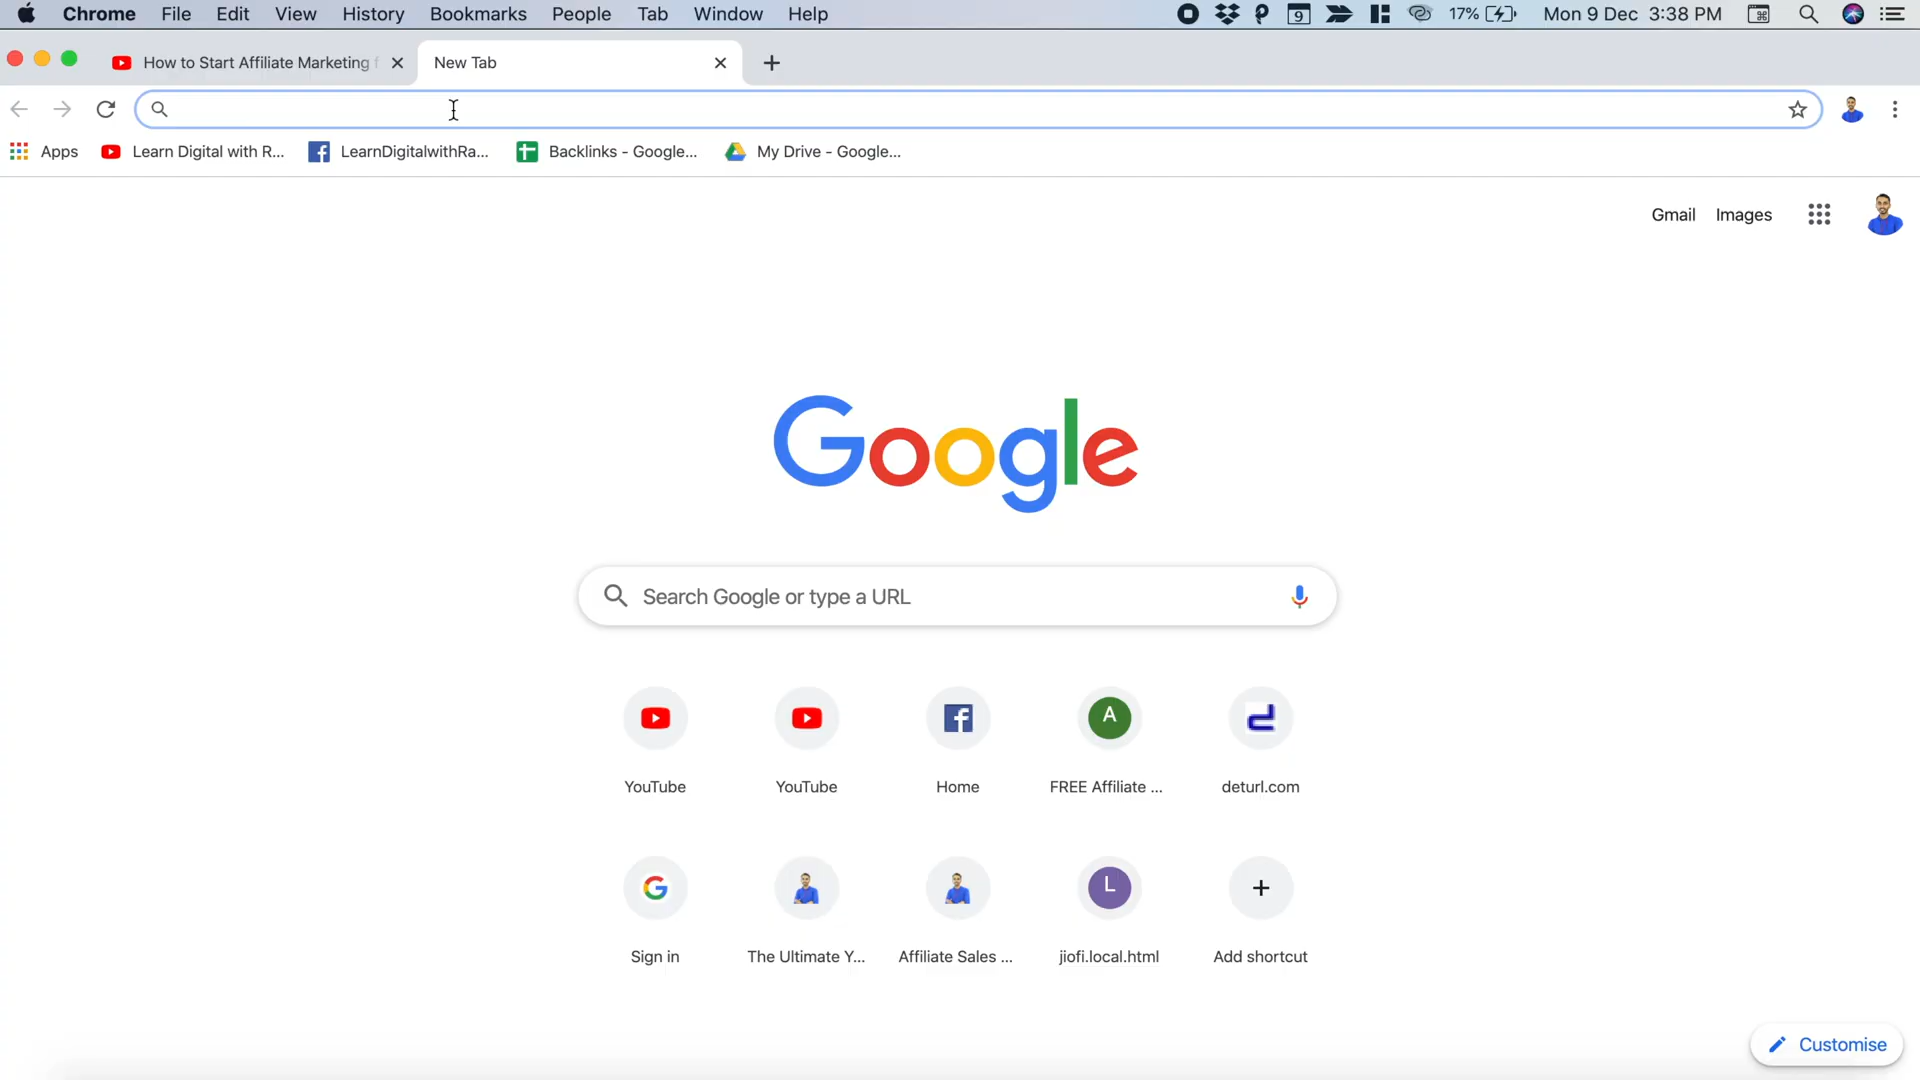 Chrome File Edit View History Bookmarks People Tab Window Help 9 17% Mon 9 Dec 3:38 PM
How to Start Affiliate Marketing New Tab
Apps Learn Digital with R... LearnDigitalwithRa... Backlinks - Google... My Drive - Google...
Gmail Images
Google
Search Google or type a URL
A
YouTube YouTube Home FREE Affiliate ... deturl.com
G L
Sign in The Ultimate Y... Affiliate Sales ... jiofi.local.html Add shortcut
Customise